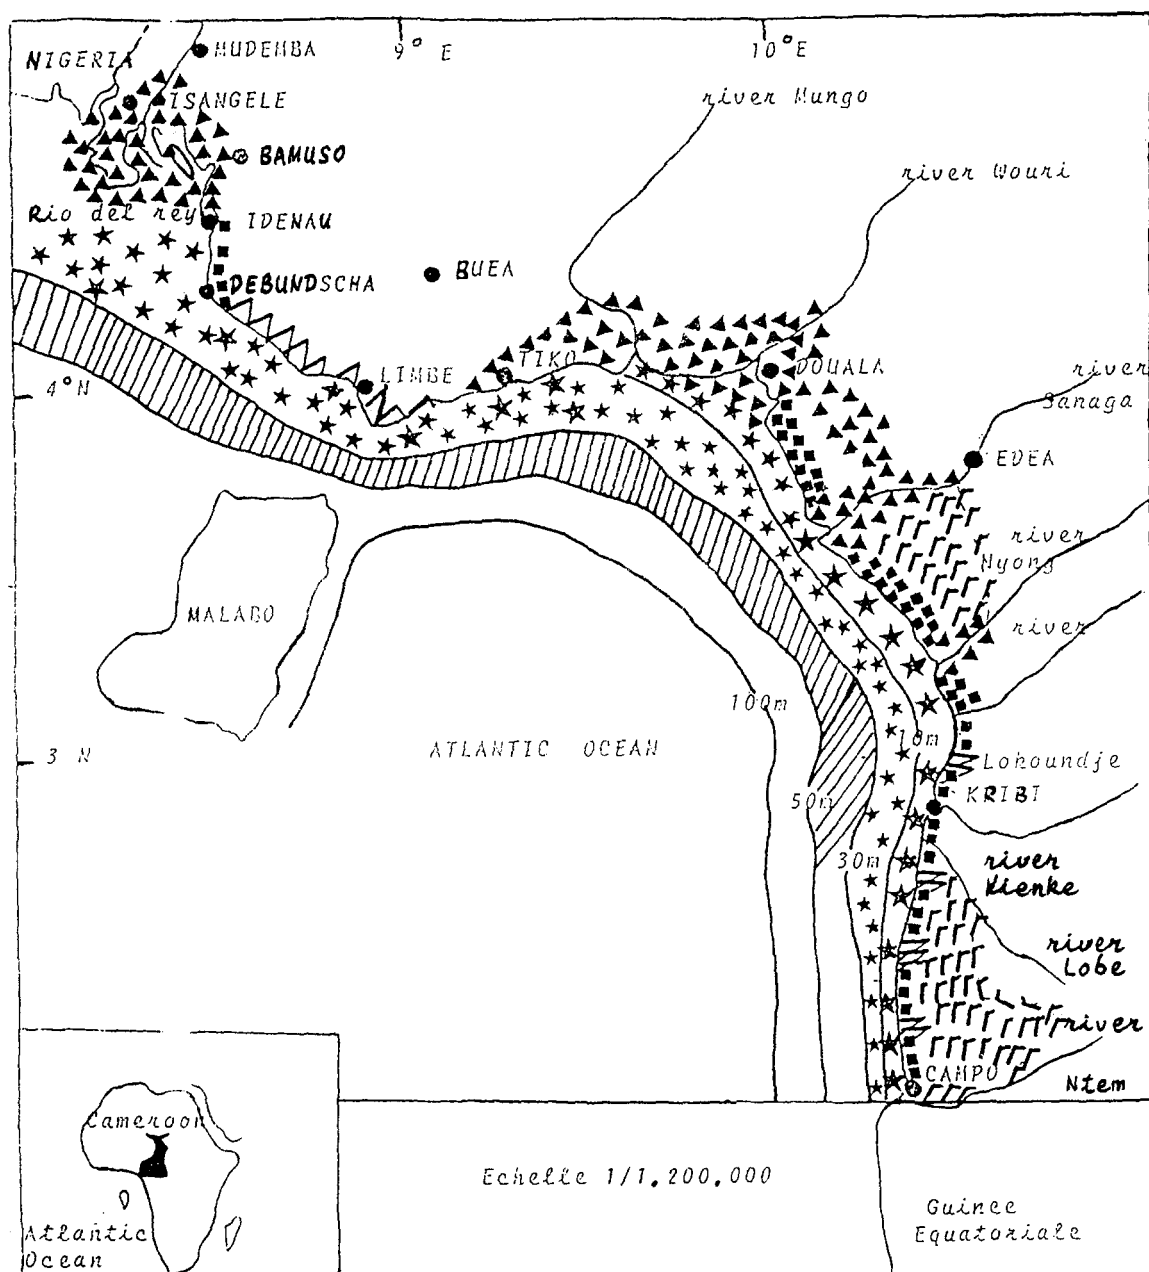 9° E
10°E
MUDEMBA
NIGERIA
ISANGELE
river Mungo
BAMUSO
river Wouri
Rio del rey
IDENAU
BUEA
DEBUNDSCHA
4°N
LIMBE
TIKO
DOUALA
river
Sanaga
EDEA
river
Nyong
MALABO
river
100m
10m
3 N
ATLANTIC OCEAN
Lokoundje
50m
KRIBI
30m
river
Kienke
river
Lobe
river
CAMPO
Ntem
Cameroon
Echelle 1/1.200.000
Atlantic
Ocean
Guinee
Equatoriale